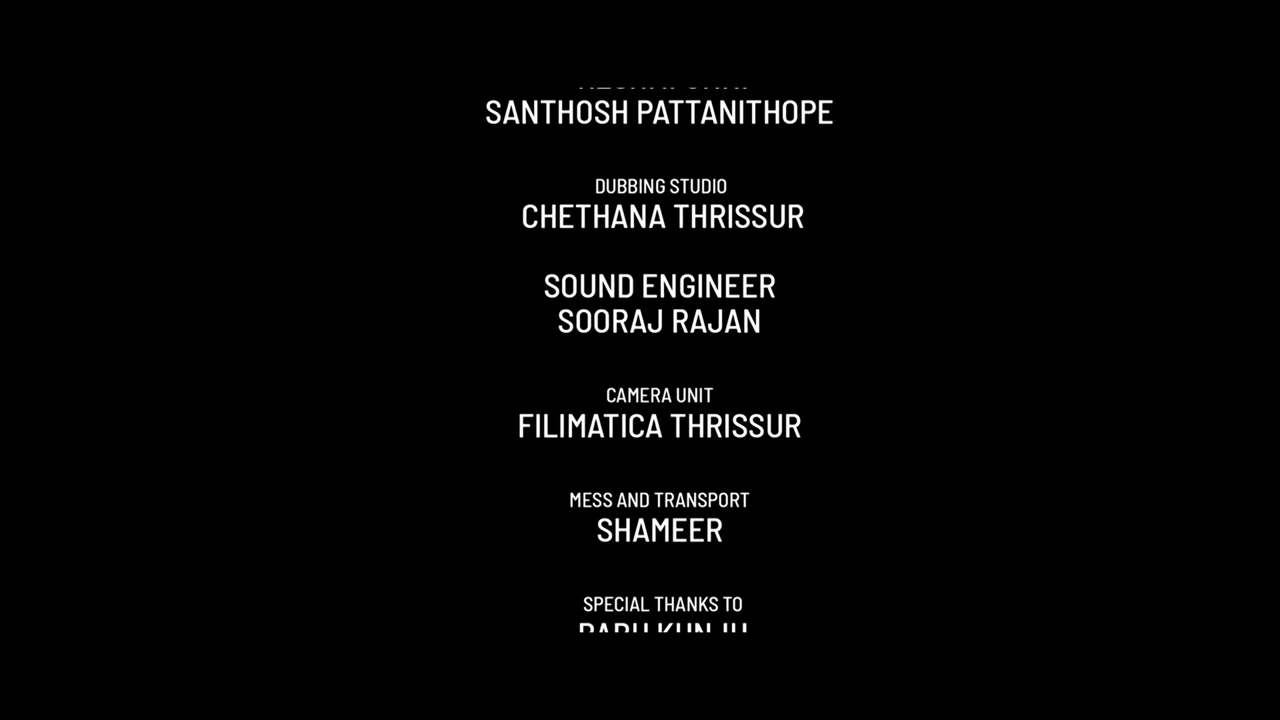 SANTHOSH PATTANITHOPE
DUBBING STUDIO
CHETHANA THRISSUR
SOUND ENGINEER
SOORAJ RAJAN
CAMERA UNIT
FILIMATICA THRISSUR
MESS AND TRANSPORT
SHAMEER
SPECIAL THANKS TO